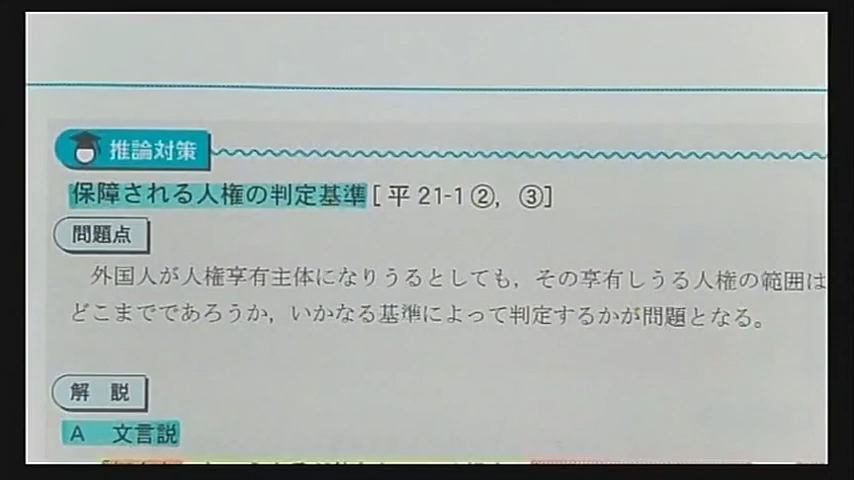 推論対策
保障される人権の判定基準[平 21-1 ②, ③]
問題点
外国人が人権享有主体になりうるとしても，その享有しうる人権の範囲は
どこまでであろうか，いかなる基準によって判定するかが問題となる。
解 説
A 文言説